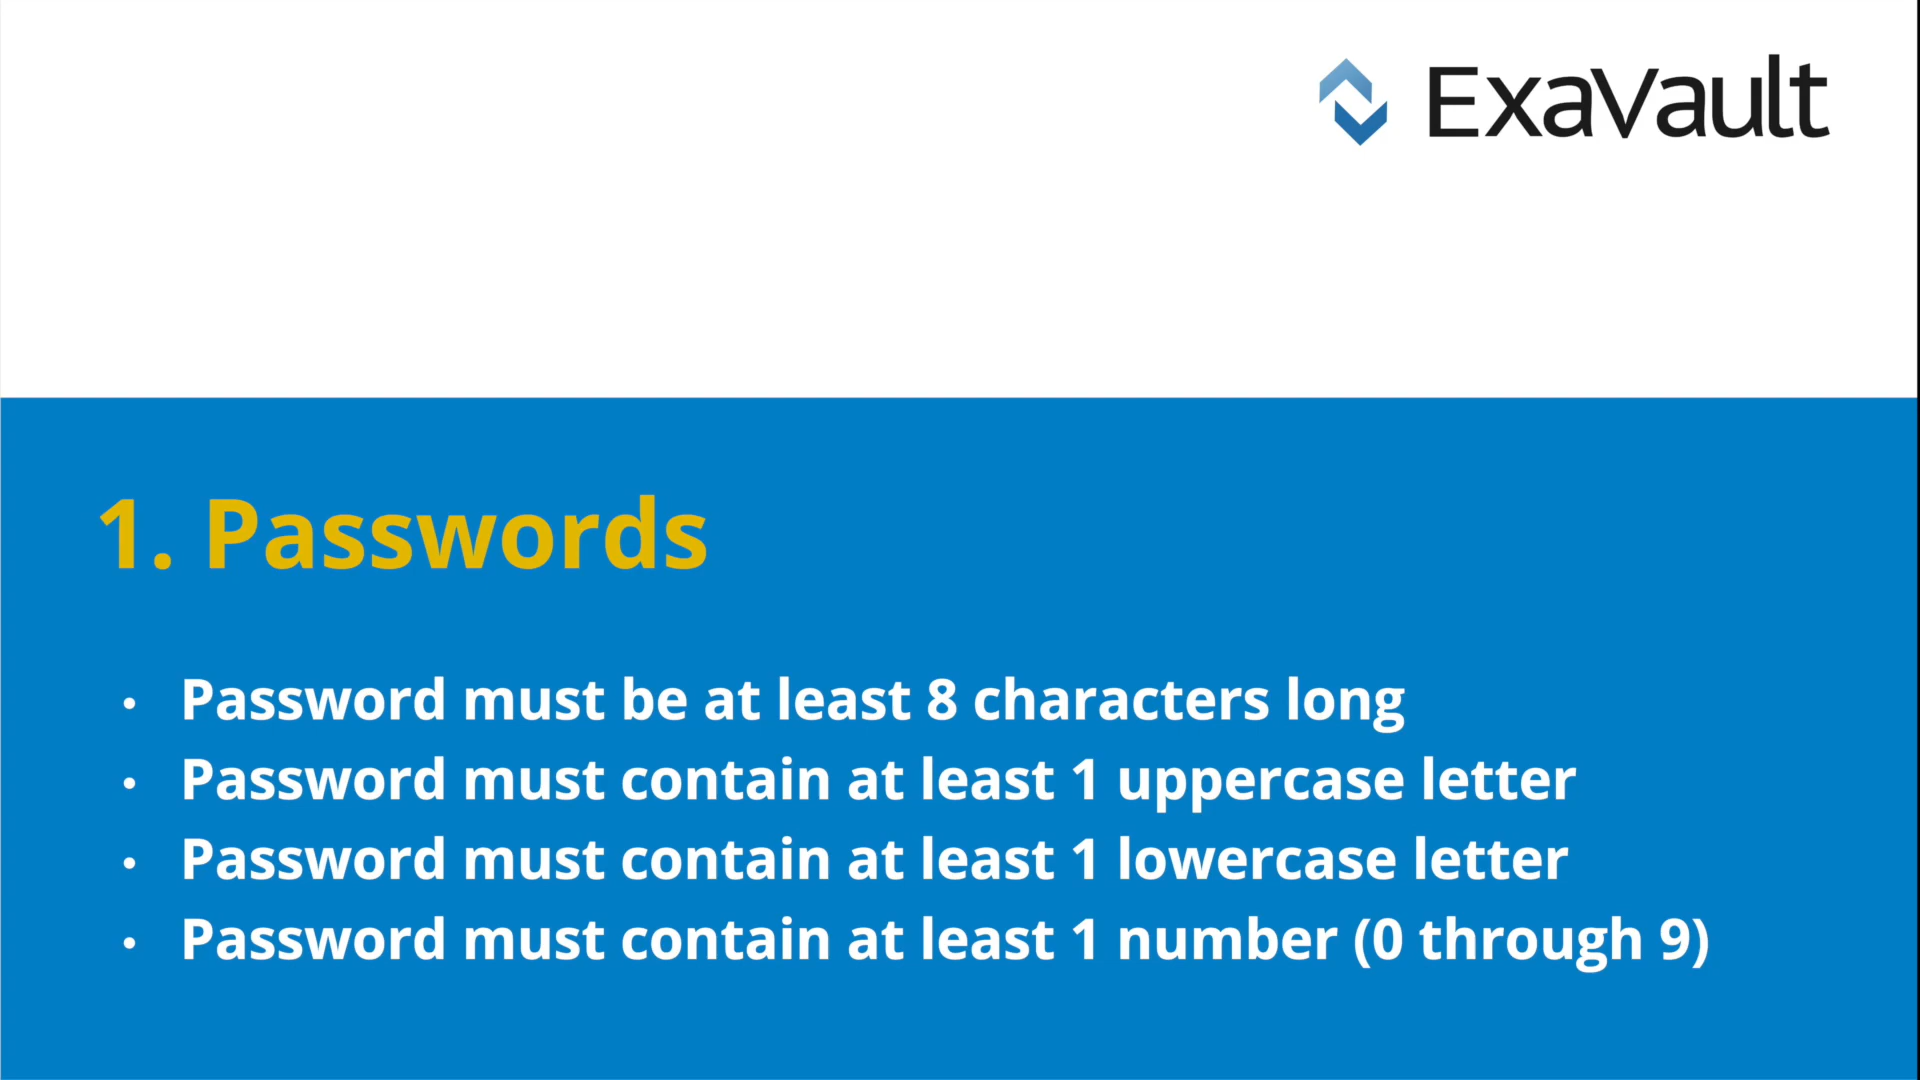 ExaVault
1. Passwords
• Password must be at least 8 characters long
• Password must contain at least 1 uppercase letter
• Password must contain at least 1 lowercase letter
• Password must contain at least 1 number (0 through 9)